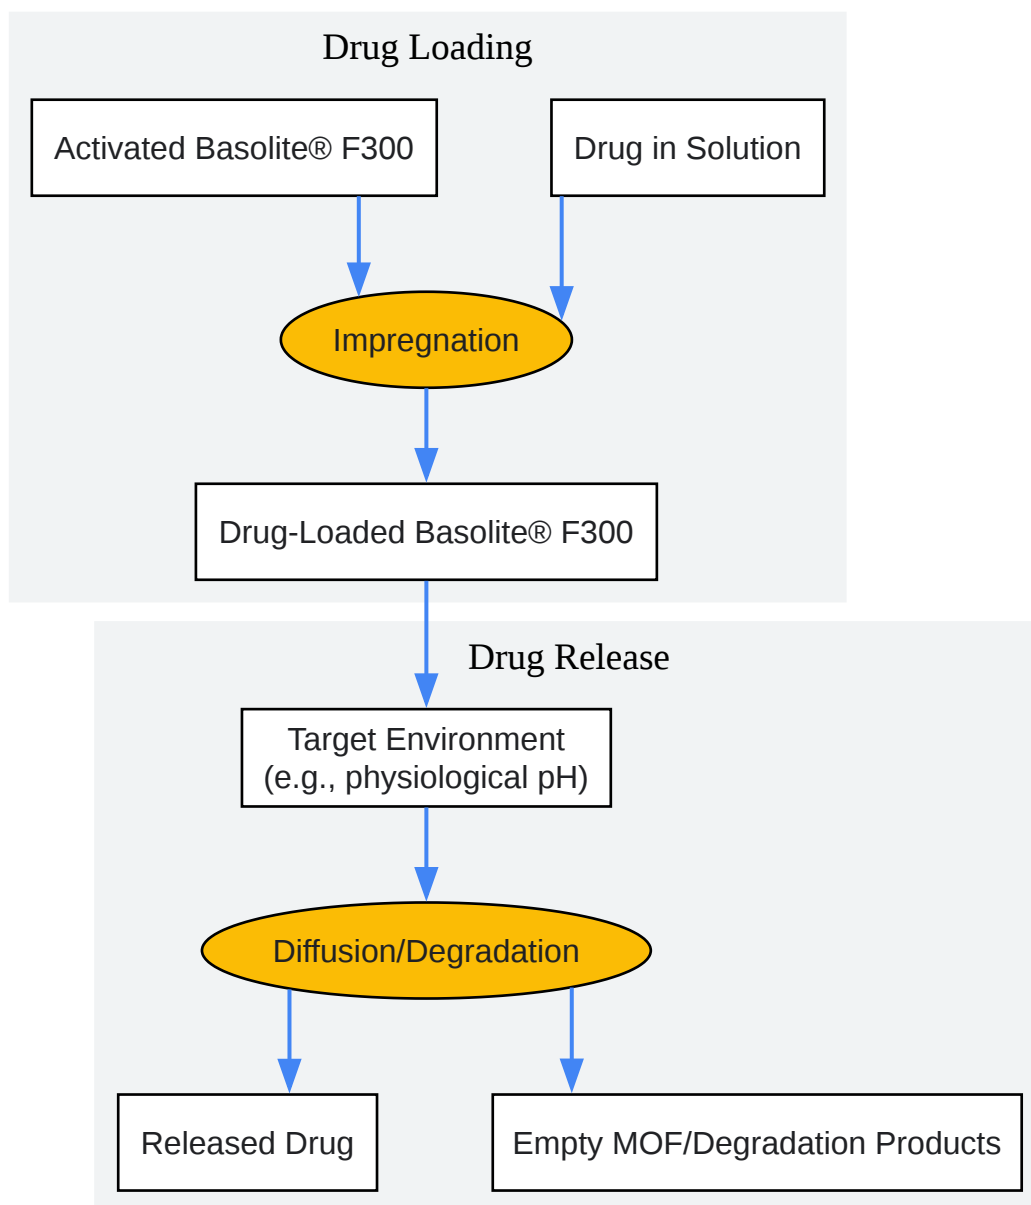 Drug Loading
Activated Basolite® F300
Drug in Solution
Impregnation
Drug-Loaded Basolite® F300
Drug Release
Target Environment
(e.g., physiological pH)
Diffusion/Degradation
Released Drug
Empty MOF/Degradation Products